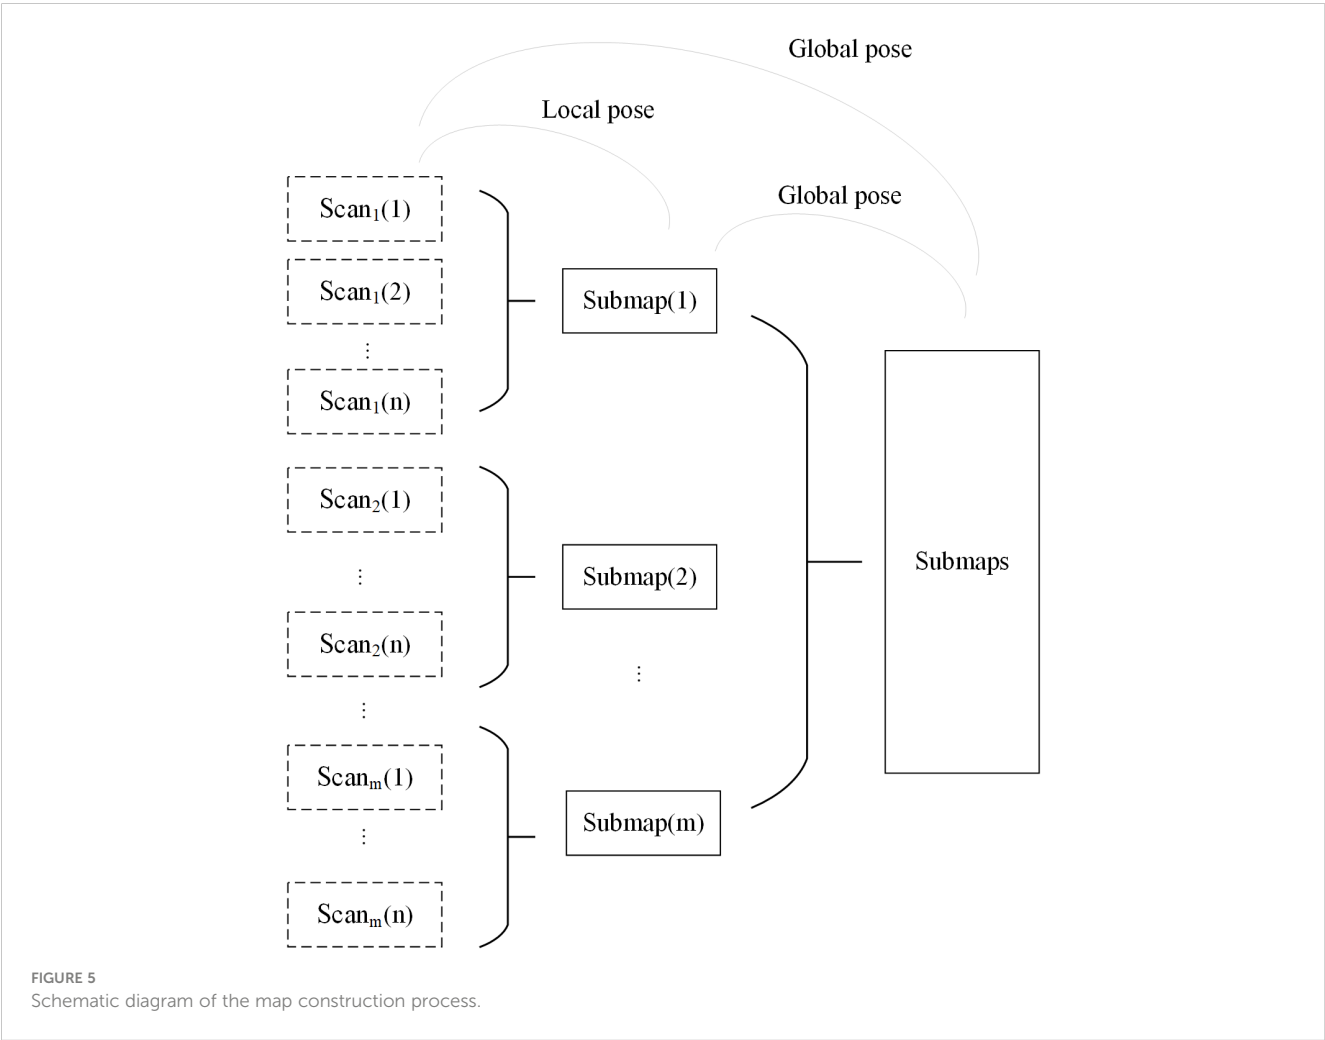 Global pose
Local pose
Global pose
Scan₁(1)
Scan₁(2)
⋮
Scan₁(n)
Submap(1)
Scan₂(1)
⋮
Scan₂(n)
Submap(2)
⋮
⋮
Submaps
Scanₘ(1)
⋮
Scanₘ(n)
Submap(m)
FIGURE 5
Schematic diagram of the map construction process.